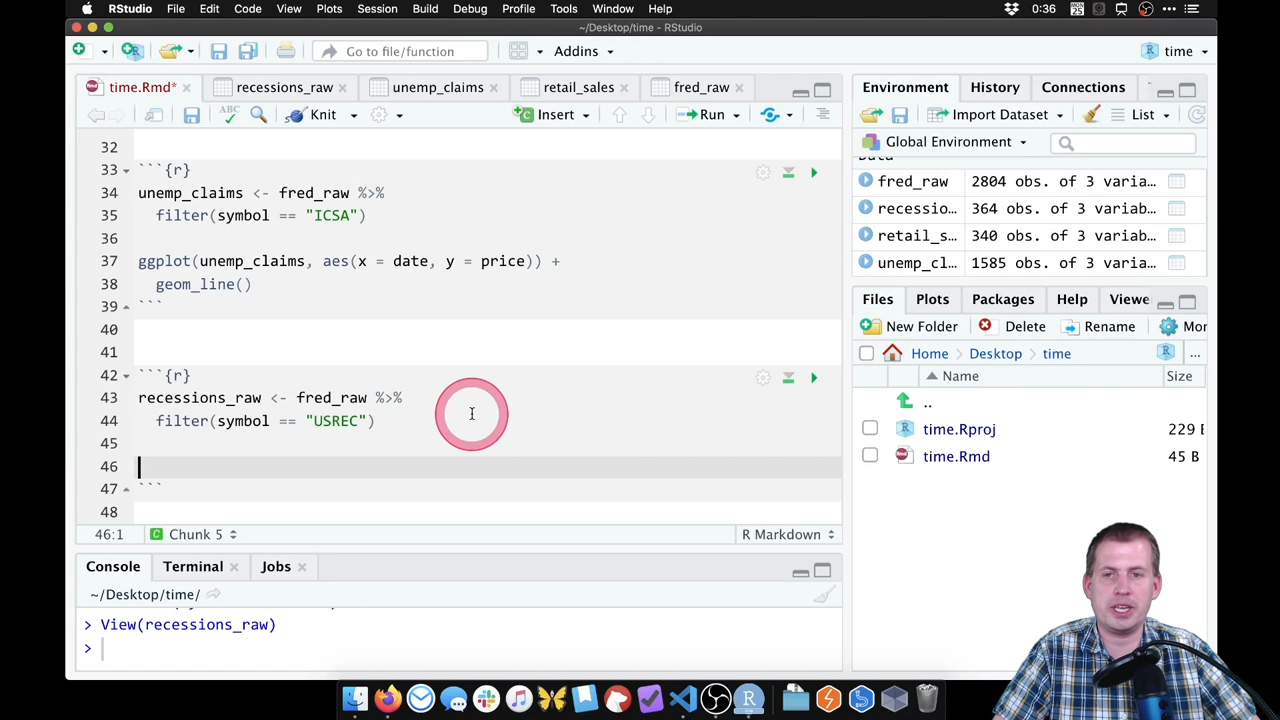 RStudio File Edit Code View Plots Session Build Debug Profile Tools Window Help 0:36
~/Desktop/time - RStudio
Go to file/function Addins time
time.Rmd* recessions_raw unemp_claims retail_sales fred_raw
ABC Knit Insert Run
32
33 ```{r}
34 unemp_claims <- fred_raw %>%
35 filter(symbol == "ICSA")
36
37 ggplot(unemp_claims, aes(x = date, y = price)) +
38 geom_line()
39 ```
40
41
42 ```{r}
43 recessions_raw <- fred_raw %>%
44 filter(symbol == "USREC")
45
46
47 ```
48
46:1 Chunk 5 R Markdown
Console Terminal Jobs
~/Desktop/time/
> View(recessions_raw)
>
Environment History Connections
Import Dataset List
Global Environment
Data
fred_raw 2804 obs. of 3 varia…
recessio… 364 obs. of 3 variab…
retail_s… 340 obs. of 3 variab…
unemp_cl… 1585 obs. of 3 varia…
Files Plots Packages Help Viewe
New Folder Delete Rename Mor
Home Desktop time ...
Name Size
..
time.Rproj 229 B
time.Rmd 45 B